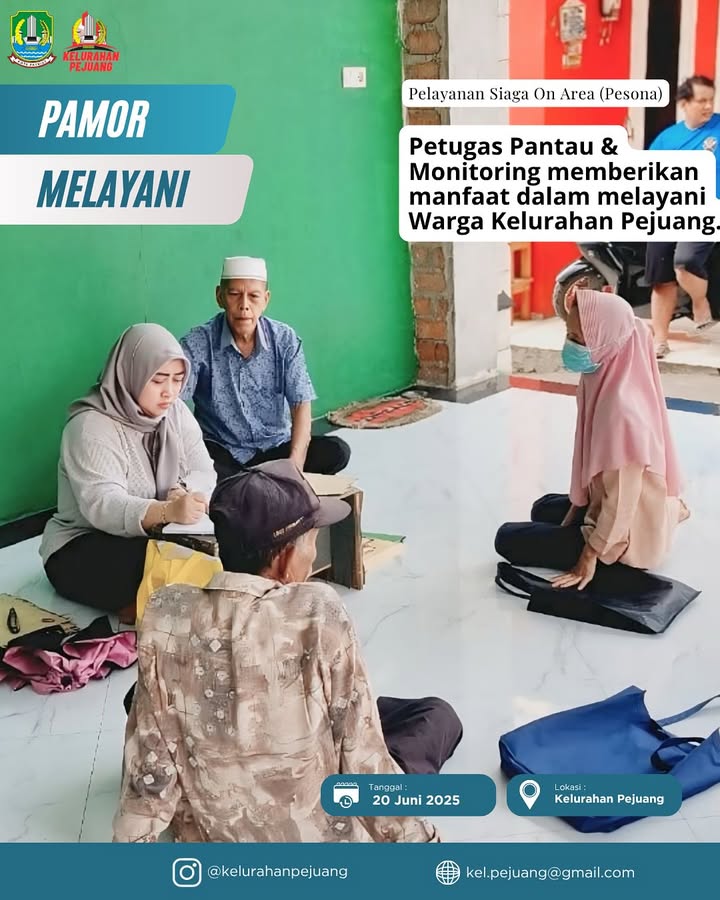 KELURAHAN
PEJUANG
PAMOR
MELAYANI
Pelayanan Siaga On Area (Pesona)
Petugas Pantau &
Monitoring memberikan
manfaat dalam melayani
Warga Kelurahan Pejuang.
Tanggal :
20 Juni 2025
Lokasi :
Kelurahan Pejuang
@kelurahanpejuang
kel.pejuang@gmail.com